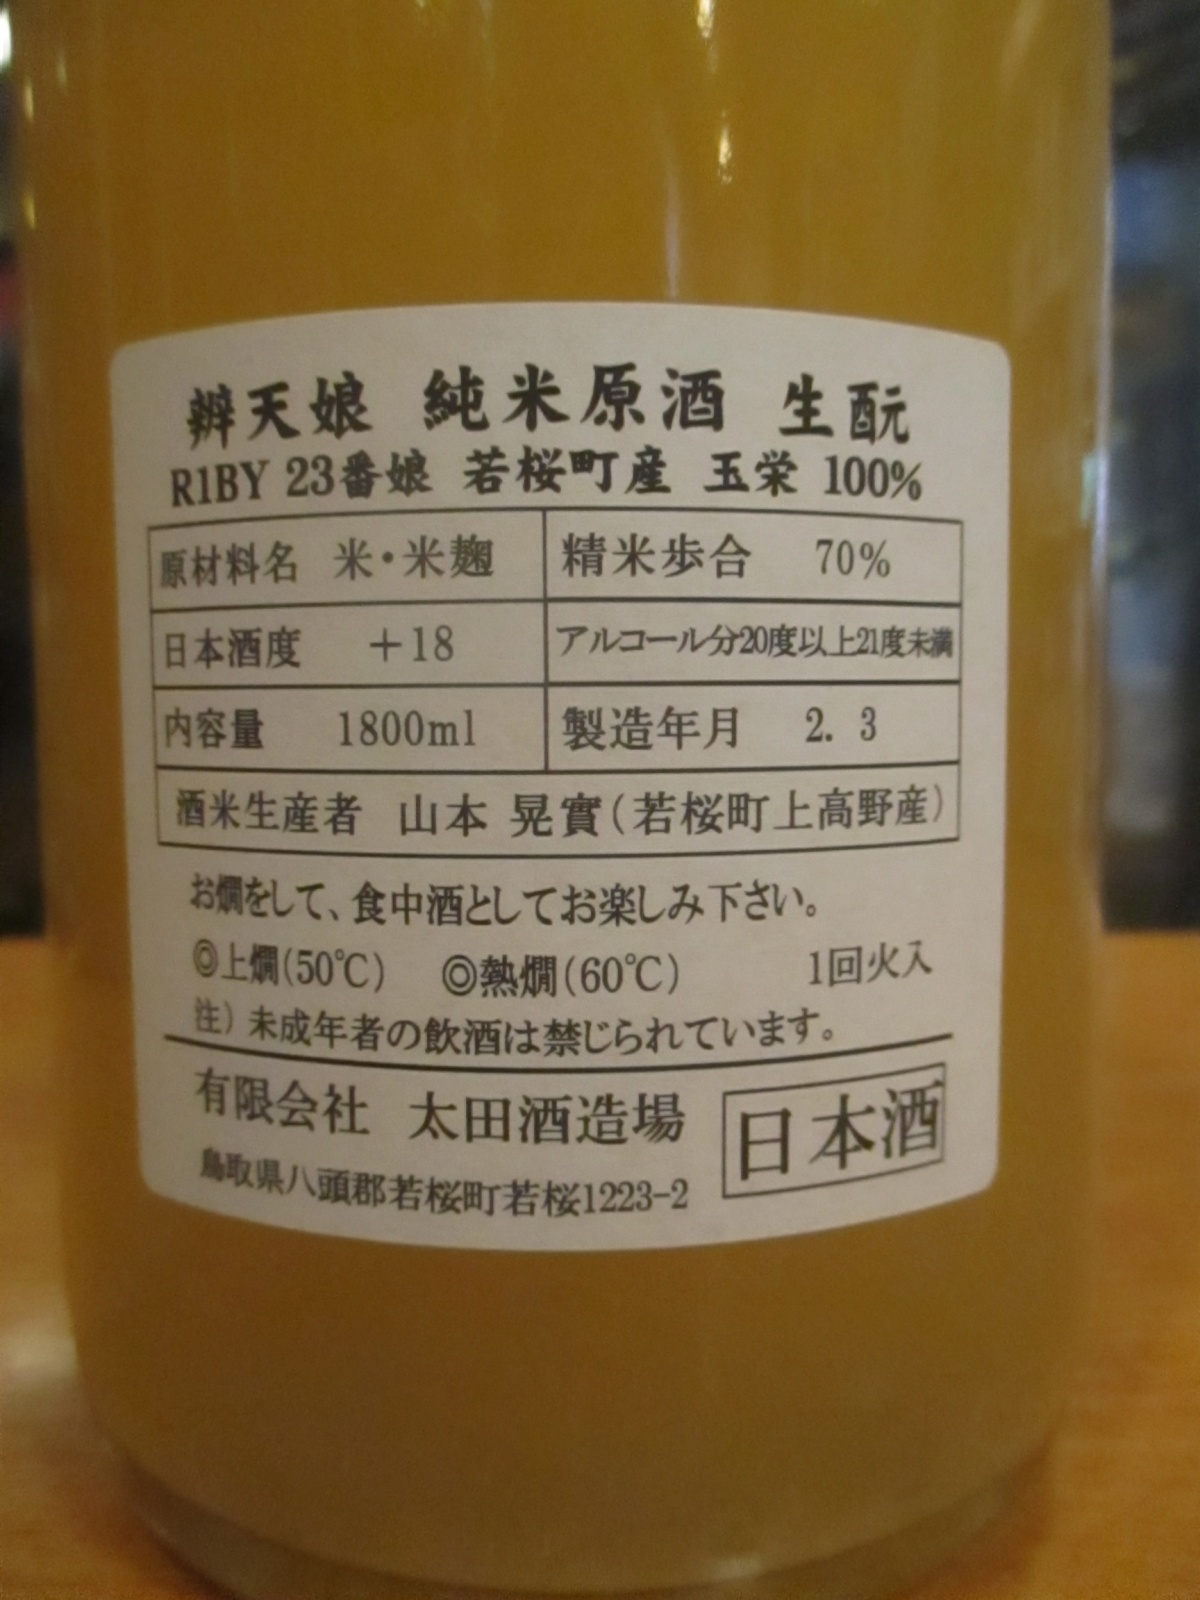 辨天娘 純米原酒 生酛
R1BY 23番娘 若桜町産 玉栄 100%
原材料名 米・米麹 精米歩合 70%
日本酒度 +18 アルコール分20度以上21度未満
内容量 1800ml 製造年月 2. 3
酒米生産者 山本 晃實(若桜町上高野産)
お燗をして、食中酒としてお楽しみ下さい。
◎上燗(50℃) ◎熱燗(60℃) 1回火入
注) 未成年者の飲酒は禁じられています。
有限会社 太田酒造場 日本酒
鳥取県八頭郡若桜町若桜1223-2